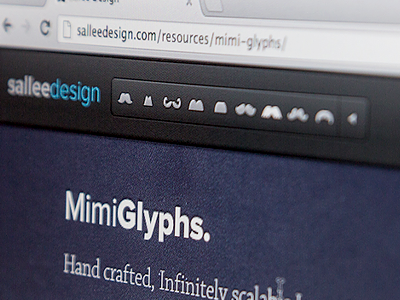 salleedesign.com/resources/mimi-glyphs/
salleedesign
MimiGlyphs.
Hand crafted, Infinitely scalable!